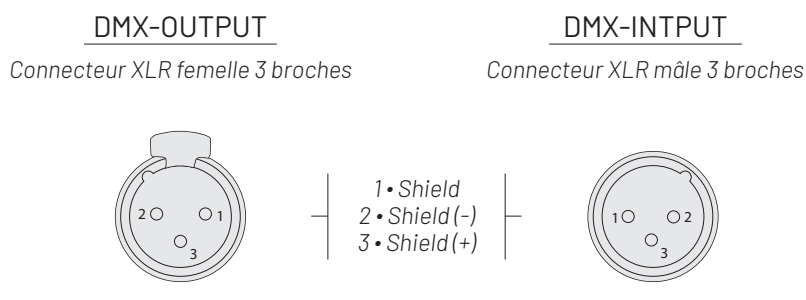 DMX-OUTPUT
Connecteur XLR femelle 3 broches
DMX-INTPUT
Connecteur XLR mâle 3 broches
1 • Shield
2 • Shield (-)
3 • Shield (+)
2 1
3
1 2
3